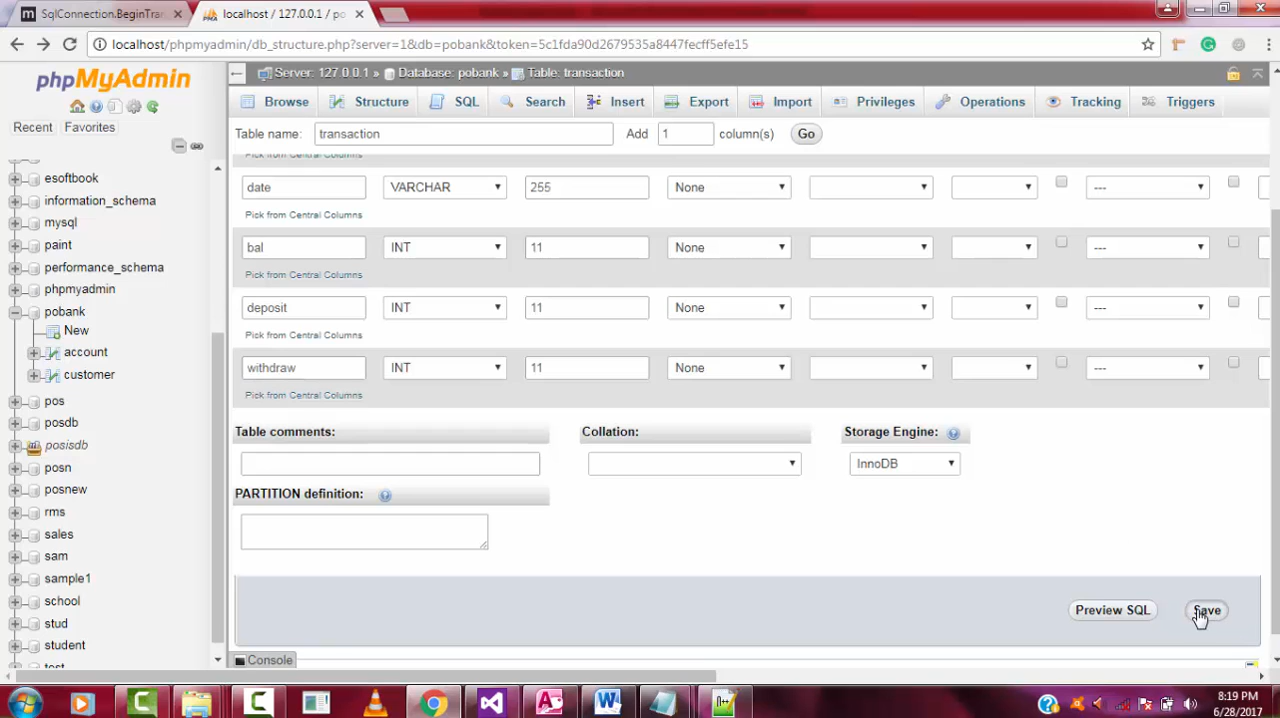 SqlConnection.BeginTra
localhost / 127.0.0.1 / po
localhost/phpmyadmin/db_structure.php?server=1&db=pobank&token=5c1fda90d2679535a8447fecff5efe15
phpMyAdmin
Recent
Favorites
esoftbook
information_schema
mysql
paint
performance_schema
phpmyadmin
pobank
New
account
customer
pos
posdb
posisdb
posn
posnew
rms
sales
sam
sample1
school
stud
student
test
Server: 127.0.0.1 » Database: pobank » Table: transaction
Browse Structure SQL Search Insert Export Import Privileges Operations Tracking Triggers
Table name: transaction Add 1 column(s) Go
Pick from Central Columns
date VARCHAR 255 None ---
Pick from Central Columns
bal INT 11 None ---
Pick from Central Columns
deposit INT 11 None ---
Pick from Central Columns
withdraw INT 11 None ---
Pick from Central Columns
Table comments: Collation: Storage Engine:
InnoDB
PARTITION definition:
Preview SQL Save
Console
8:19 PM
6/28/2017